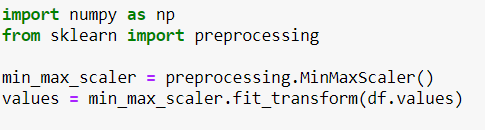 import numpy as np
from sklearn import preprocessing
min_max_scaler = preprocessing.MinMaxScaler()
values = min_max_scaler.fit_transform(df.values)